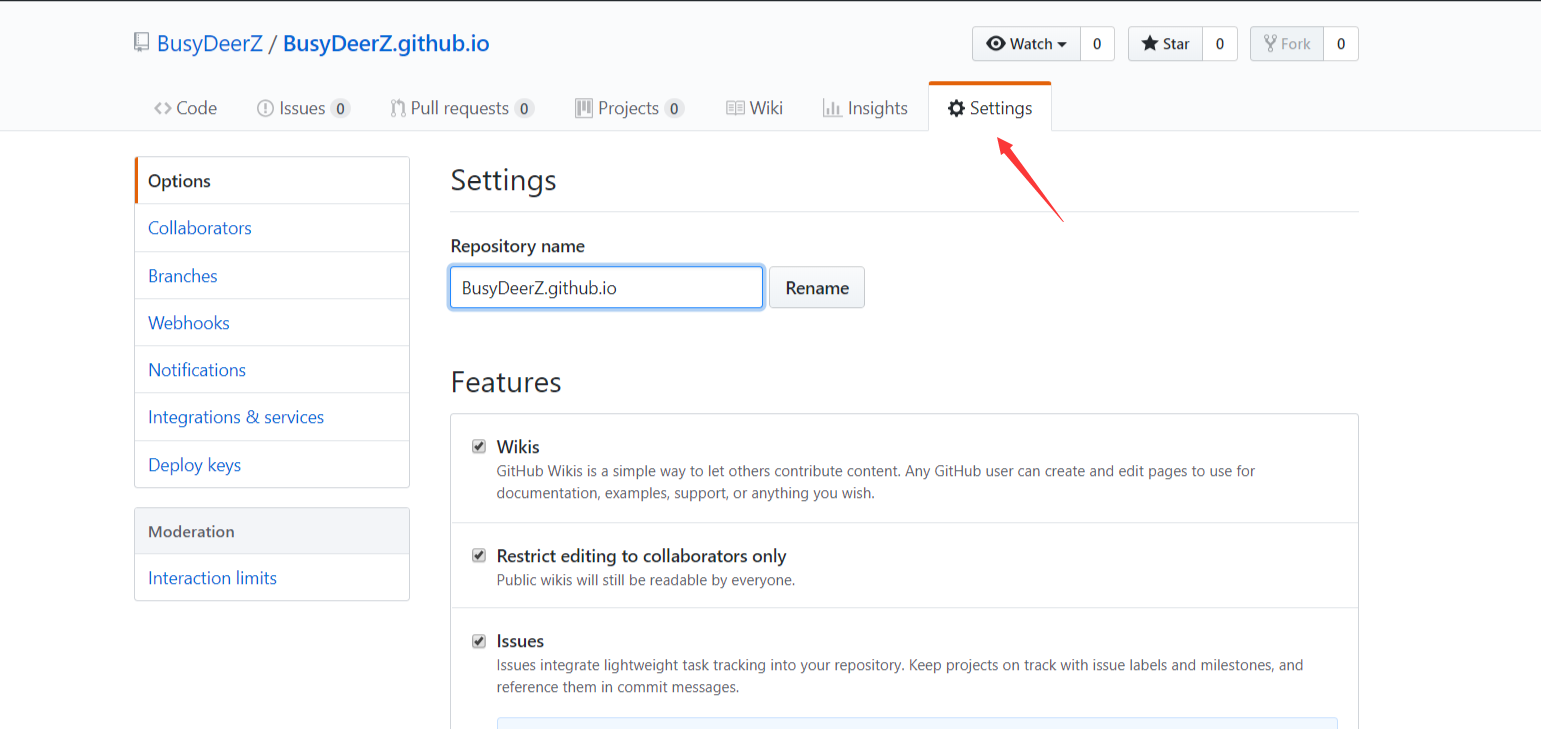 BusyDeerZ / BusyDeerZ.github.io
Watch 0 Star 0 Fork 0
Code Issues 0 Pull requests 0 Projects 0 Wiki Insights Settings
Options
Collaborators
Branches
Webhooks
Notifications
Integrations & services
Deploy keys
Moderation
Interaction limits
Settings
Repository name
BusyDeerZ.github.io Rename
Features
Wikis
GitHub Wikis is a simple way to let others contribute content. Any GitHub user can create and edit pages to use for
documentation, examples, support, or anything you wish.
Restrict editing to collaborators only
Public wikis will still be readable by everyone.
Issues
Issues integrate lightweight task tracking into your repository. Keep projects on track with issue labels and milestones, and
reference them in commit messages.